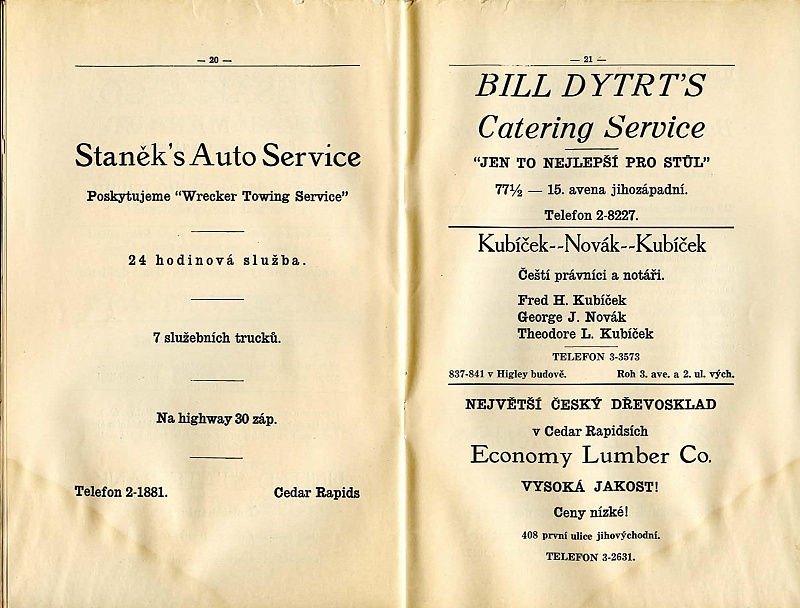 — 20 —
Staněk's Auto Service
Poskytujeme "Wrecker Towing Service"
24 hodinová služba.
7 služebních trucků.
Na highway 30 záp.
Telefon 2-1881. Cedar Rapids
— 21 —
BILL DYTRT'S
Catering Service
"JEN TO NEJLEPŠÍ PRO STŮL"
77½ — 15. avena jihozápadní.
Telefon 2-8227.
Kubíček--Novák--Kubíček
Čeští právníci a notáři.
Fred H. Kubíček
George J. Novák
Theodore L. Kubíček
TELEFON 3-3573
837-841 v Higley budově. Roh 3. ave. a 2. ul. vých.
NEJVĚTŠÍ ČESKÝ DŘEVOSKLAD
v Cedar Rapidsích
Economy Lumber Co.
VYSOKÁ JAKOST!
Ceny nízké!
408 první ulice jihovýchodní.
TELEFON 3-2631.